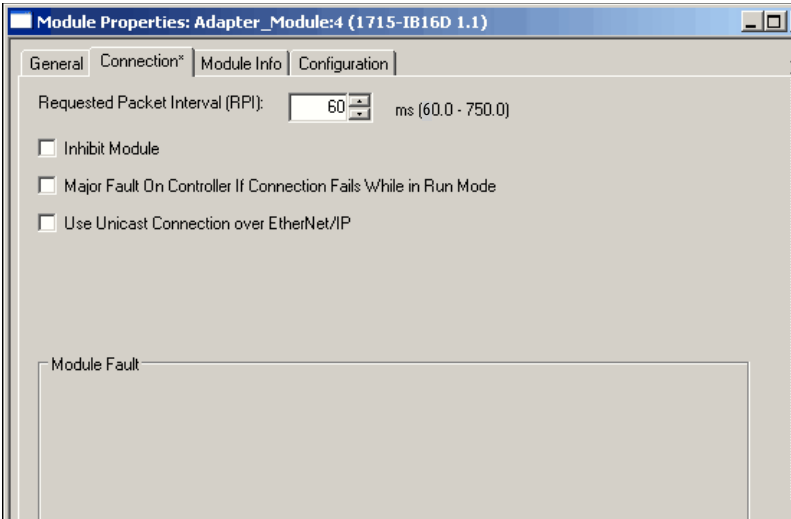 Module Properties: Adapter_Module:4 (1715-IB16D 1.1)
General Connection* Module Info Configuration
Requested Packet Interval (RPI): 60 ms (60.0 - 750.0)
Inhibit Module
Major Fault On Controller If Connection Fails While in Run Mode
Use Unicast Connection over EtherNet/IP
Module Fault